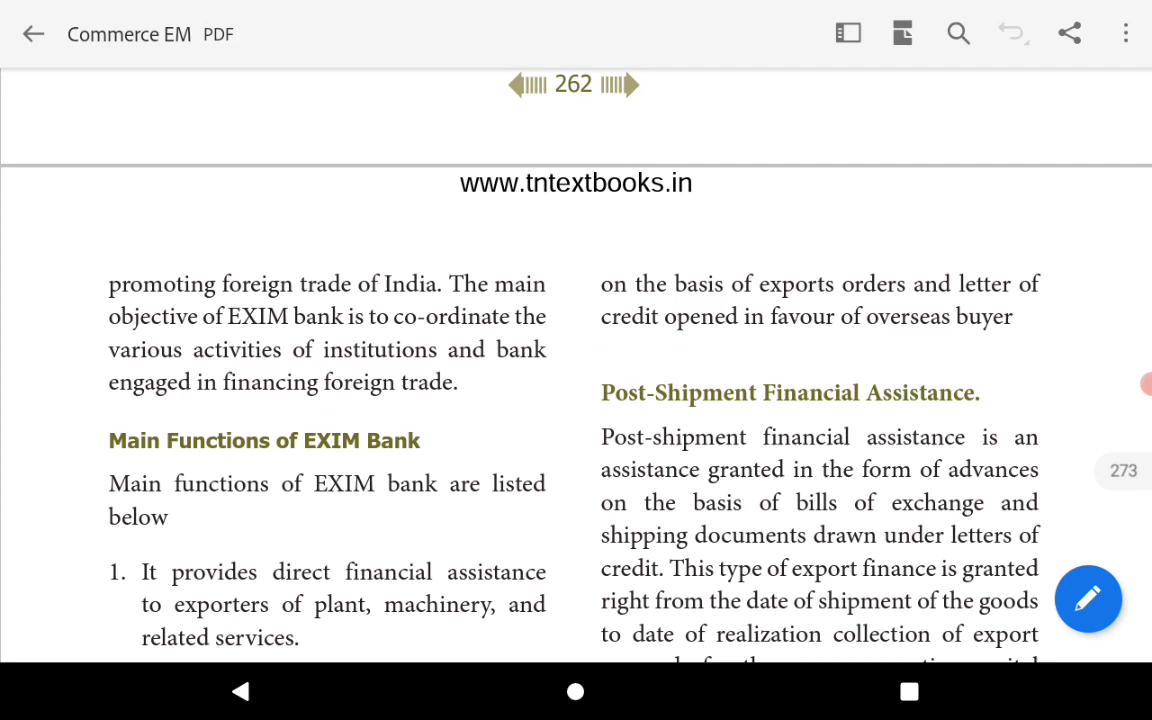 Commerce EM PDF
262
www.tntextbooks.in
promoting foreign trade of India. The main
objective of EXIM bank is to co-ordinate the
various activities of institutions and bank
engaged in financing foreign trade.
Main Functions of EXIM Bank
Main functions of EXIM bank are listed
below
1. It provides direct financial assistance
to exporters of plant, machinery, and
related services.
on the basis of exports orders and letter of
credit opened in favour of overseas buyer
Post-Shipment Financial Assistance.
Post-shipment financial assistance is an
assistance granted in the form of advances
on the basis of bills of exchange and
shipping documents drawn under letters of
credit. This type of export finance is granted
right from the date of shipment of the goods
to date of realization collection of export
273